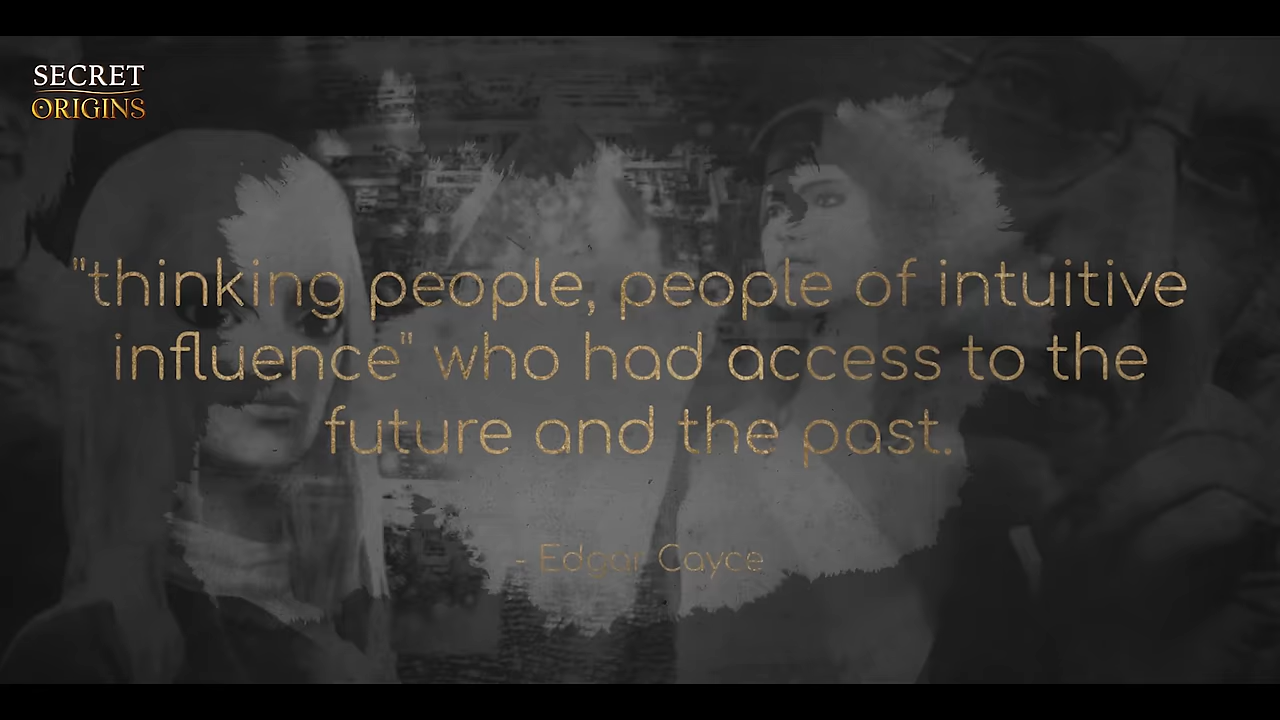 SECRET
ORIGINS
"thinking people, people of intuitive
influence" who had access to the
future and the past.
- Edgar Cayce